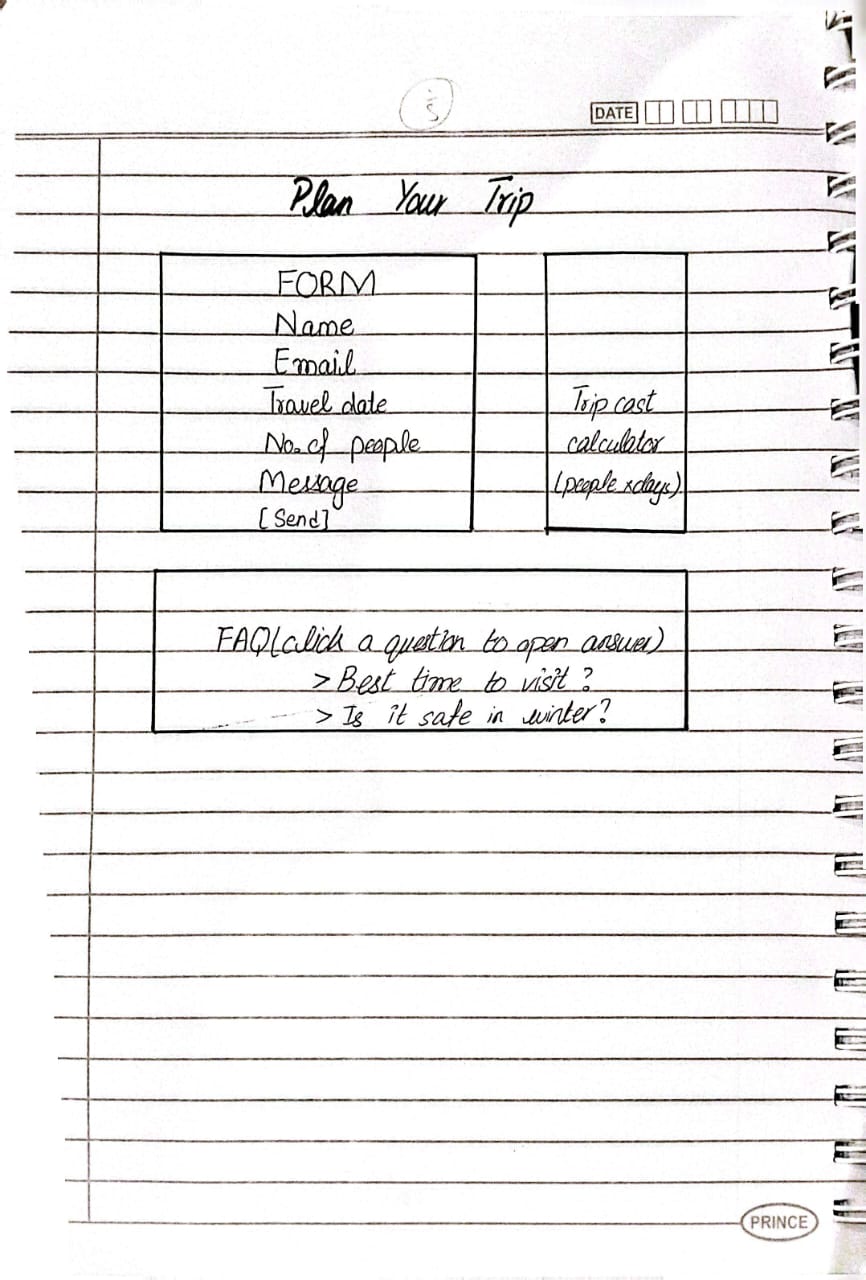 DATE
Plan Your Trip
FORM
Name
Email
Travel date
No. of people
Message
[Send]
Trip cast
calculator
(people x days)
FAQ (click a question to open answer)
> Best time to visit?
> Is it safe in winter?
PRINCE